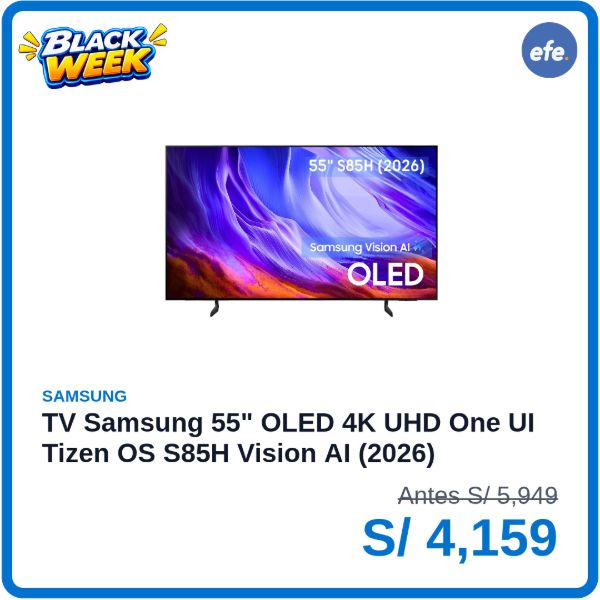 BLACK
WEEK
efe.
55" S85H (2026)
Samsung Vision AI
OLED
SAMSUNG
TV Samsung 55" OLED 4K UHD One UI
Tizen OS S85H Vision AI (2026)
Antes S/ 5,949
S/ 4,159